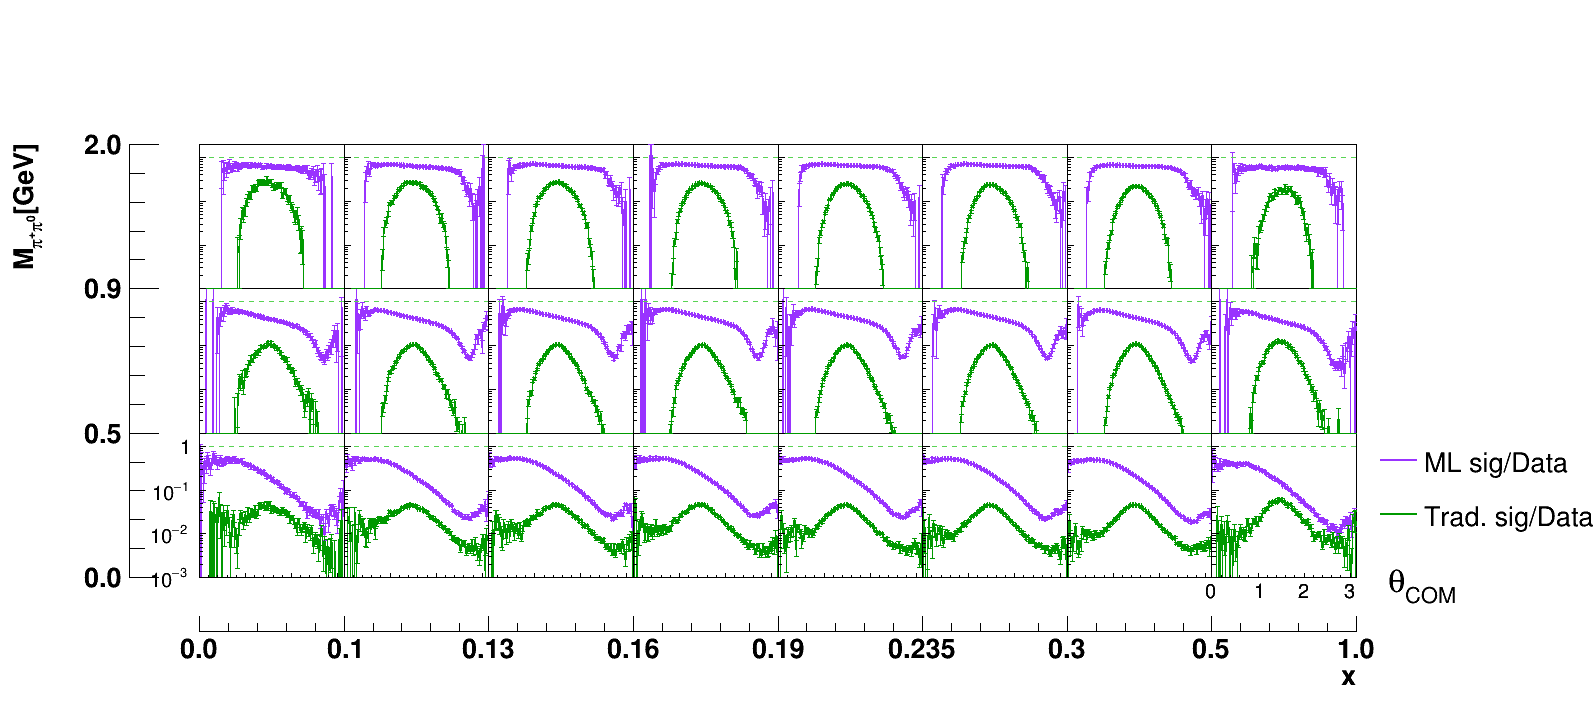 M_{π⁺π⁰}[GeV]
2.0
0.9
0.5
0.0
1
10⁻¹
10⁻²
10⁻³
ML sig/Data
Trad. sig/Data
0 1 2 3
θ_COM
0.0 0.1 0.13 0.16 0.19 0.235 0.3 0.5 1.0
x